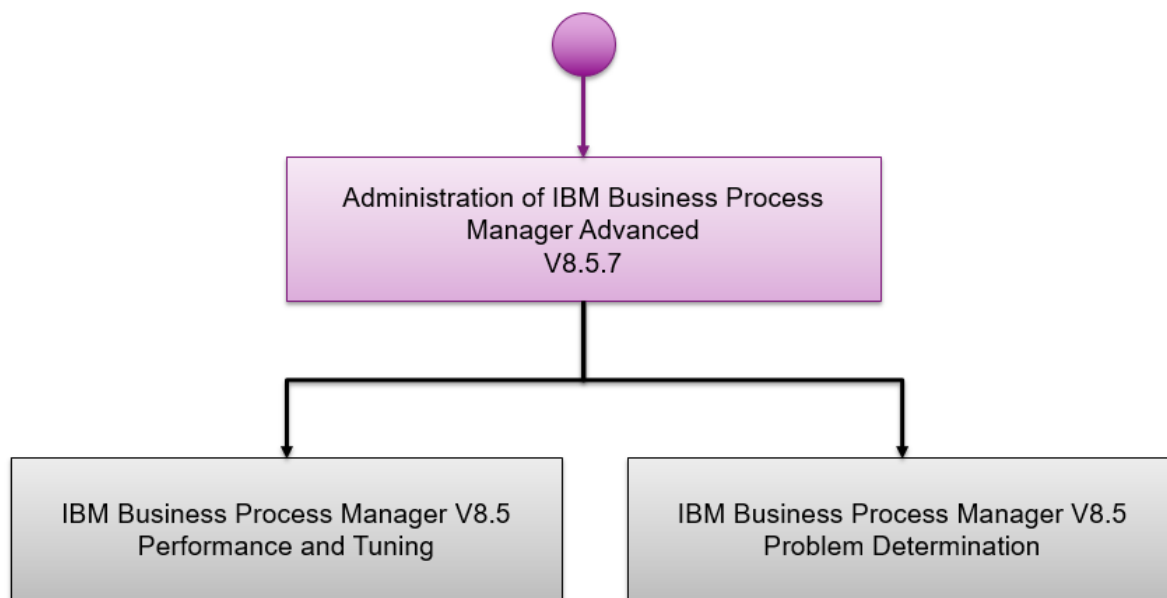 Administration of IBM Business Process
Manager Advanced
V8.5.7
IBM Business Process Manager V8.5
Performance and Tuning
IBM Business Process Manager V8.5
Problem Determination